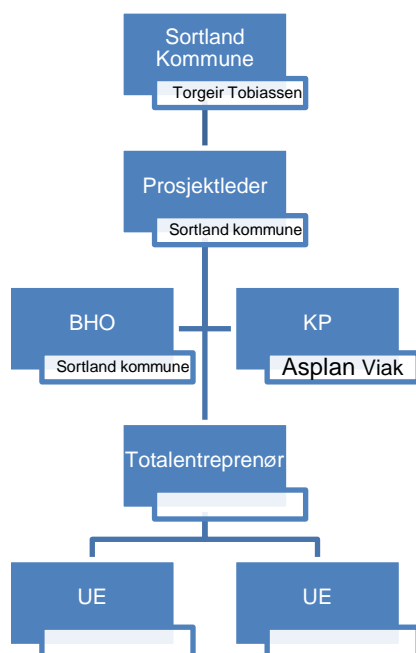 Sortland
Kommune
Torgeir Tobiassen
Prosjektleder
Sortland kommune
BHO
Sortland kommune
KP
Asplan Viak
Totalentreprenør
UE
UE